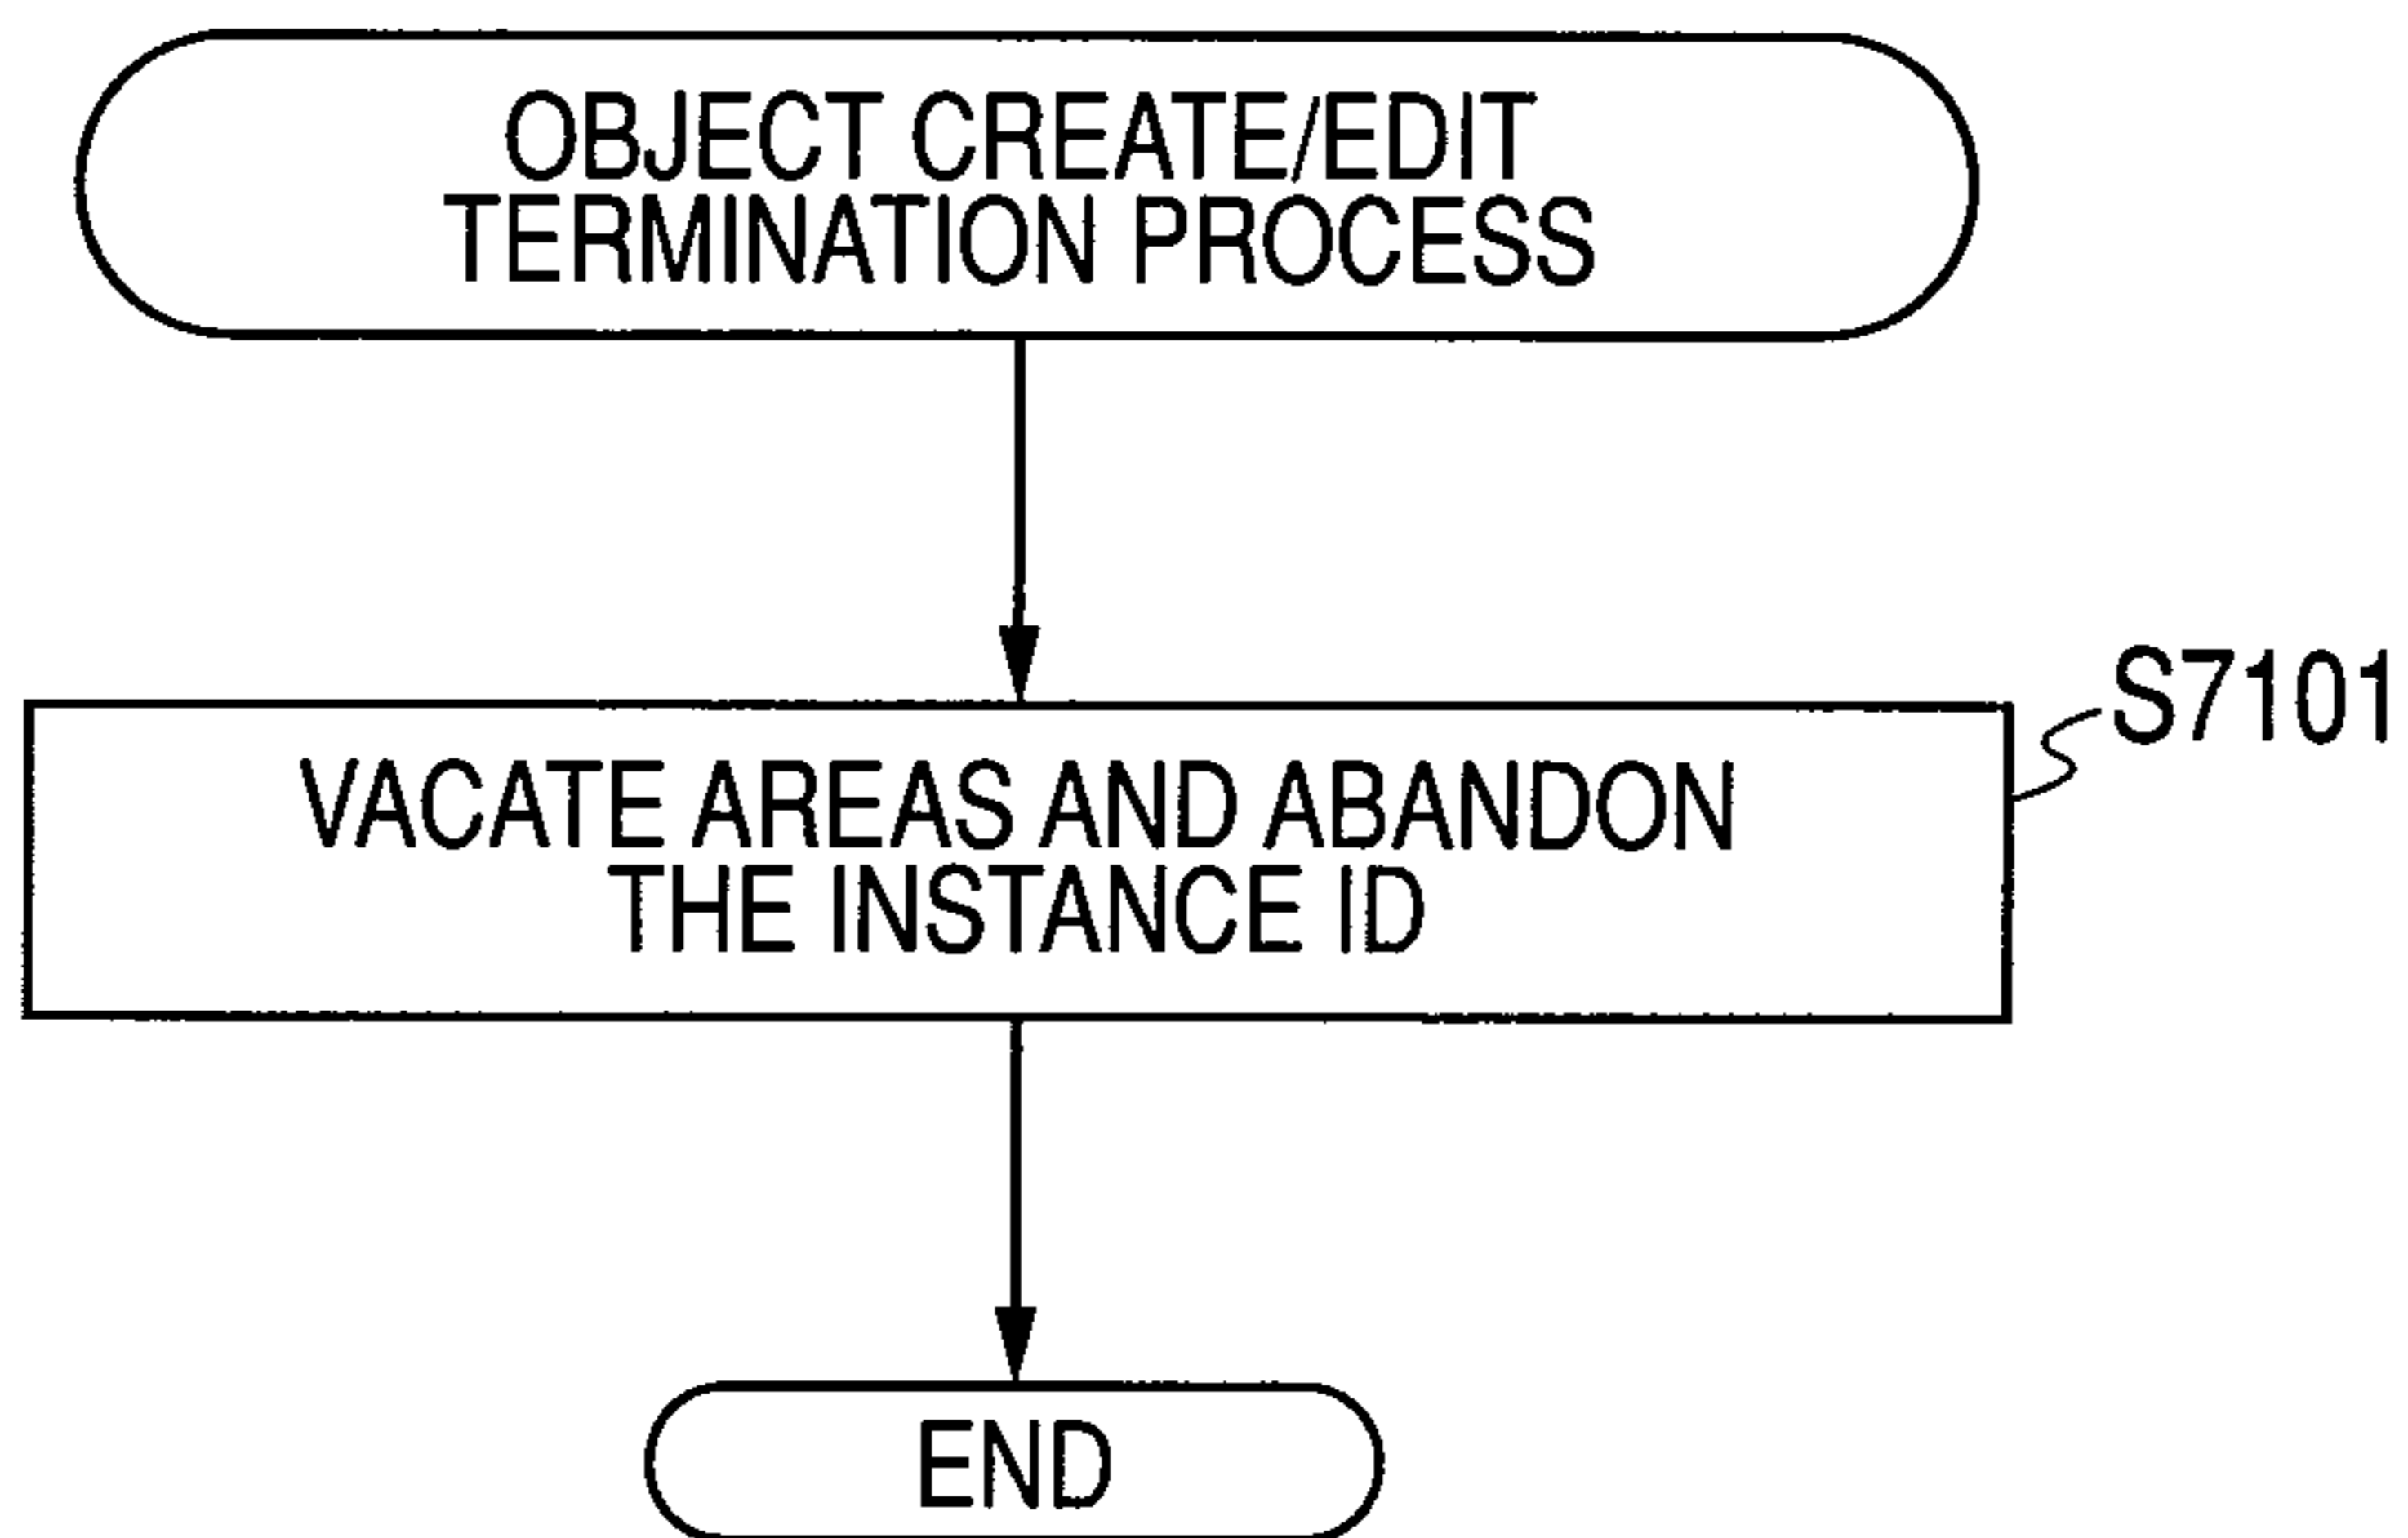 OBJECT CREATE/EDIT
TERMINATION PROCESS
S7101
VACATE AREAS AND ABANDON
THE INSTANCE ID
END